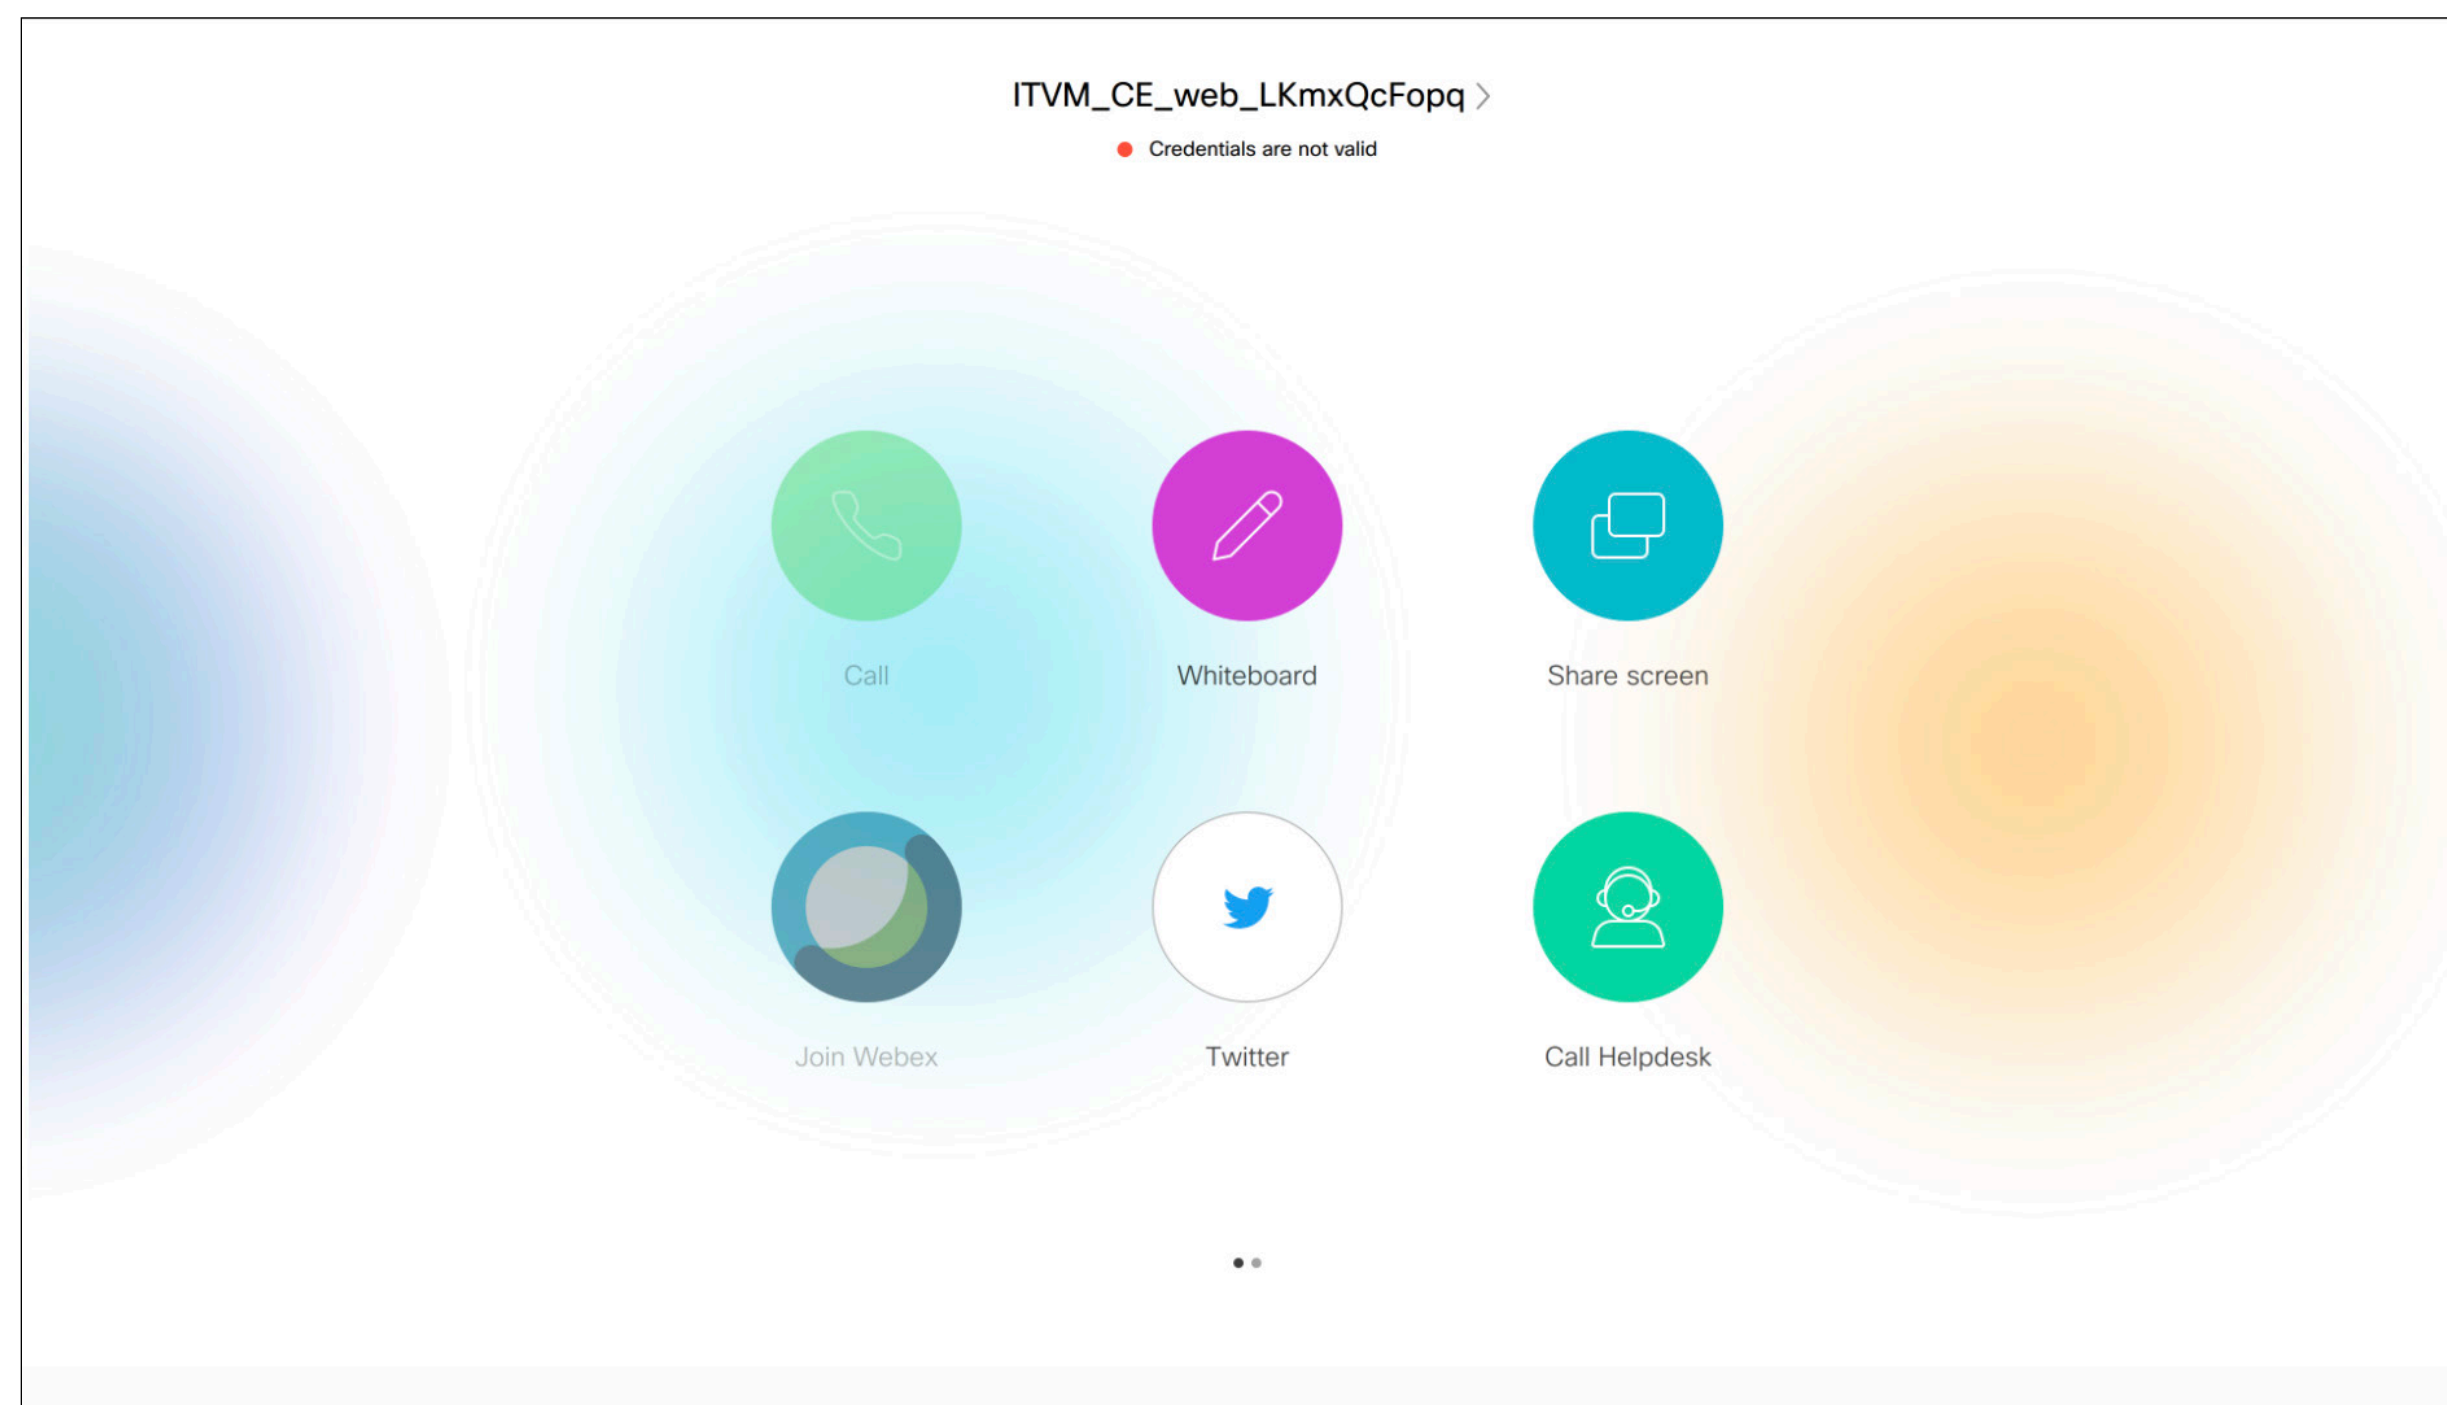 ITVM_CE_web_LKmxQcFopq
Credentials are not valid
Call
Whiteboard
Share screen
Join Webex
Twitter
Call Helpdesk